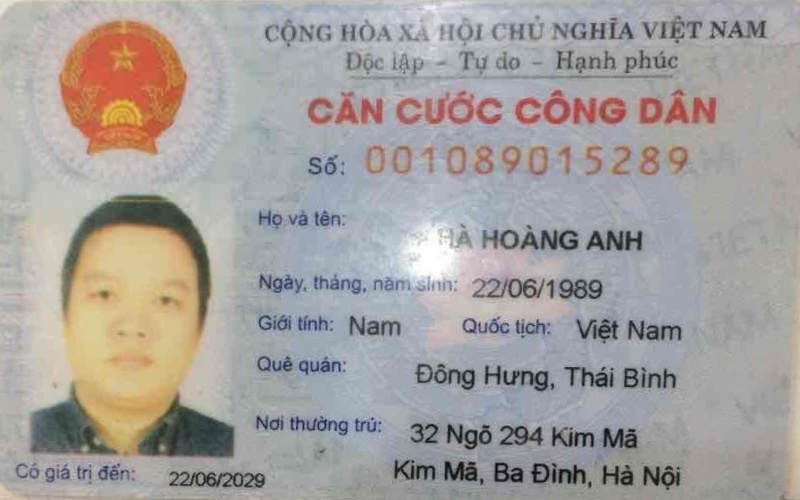 CỘNG HÒA XÃ HỘI CHỦ NGHĨA VIỆT NAM
Độc lập - Tự do - Hạnh phúc
CĂN CƯỚC CÔNG DÂN
Số: 001089015289
Họ và tên:
HÀ HOÀNG ANH
Ngày, tháng, năm sinh: 22/06/1989
Giới tính: Nam Quốc tịch: Việt Nam
Quê quán: Đông Hưng, Thái Bình
Nơi thường trú: 32 Ngõ 294 Kim Mã
Kim Mã, Ba Đình, Hà Nội
Có giá trị đến: 22/06/2029